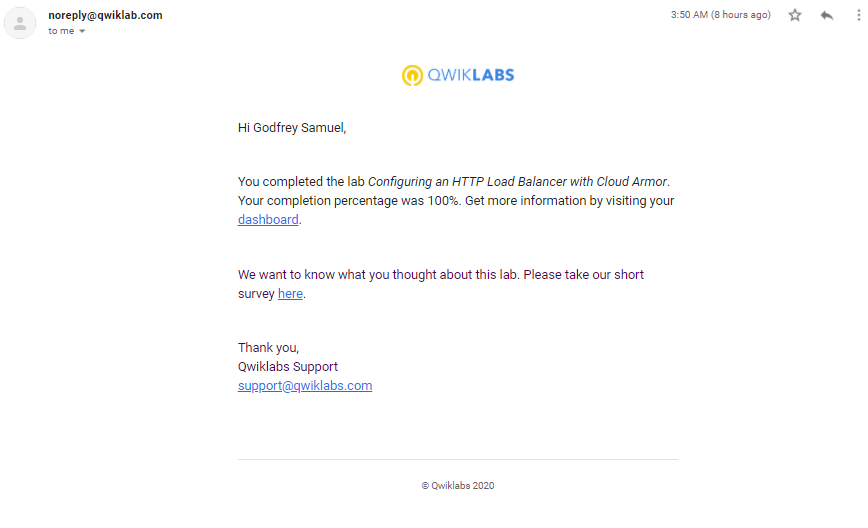 noreply@qwiklab.com
3:50 AM (8 hours ago)
to me
QWIKLABS
Hi Godfrey Samuel,
You completed the lab Configuring an HTTP Load Balancer with Cloud Armor.
Your completion percentage was 100%. Get more information by visiting your
dashboard.
We want to know what you thought about this lab. Please take our short
survey here.
Thank you,
Qwiklabs Support
support@qwiklabs.com
© Qwiklabs 2020